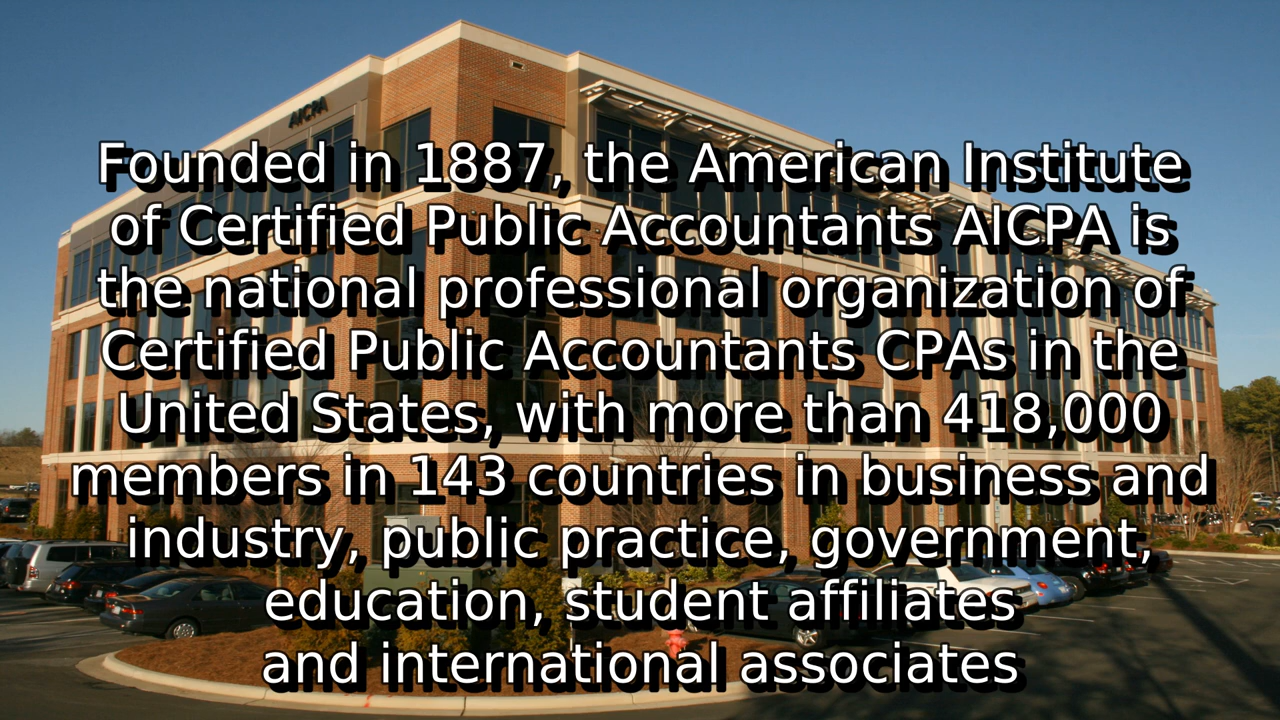 AICPA
Founded in 1887, the American Institute
of Certified Public Accountants AICPA is
the national professional organization of
Certified Public Accountants CPAs in the
United States, with more than 418,000
members in 143 countries in business and
industry, public practice, government,
education, student affiliates
and international associates